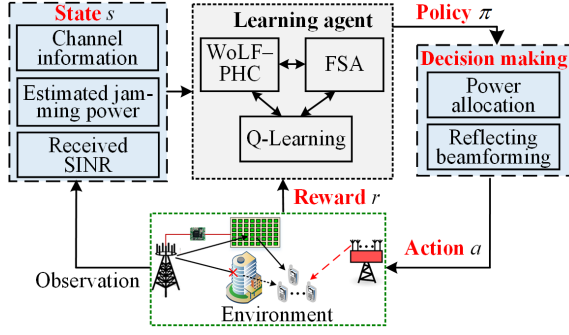 State s
Channel
information
Estimated jam-
ming power
Received
SINR
Learning agent
WoLF–
PHC
FSA
Q-Learning
Policy π
Decision making
Power
allocation
Reflecting
beamforming
Reward r
Action a
Observation
Environment